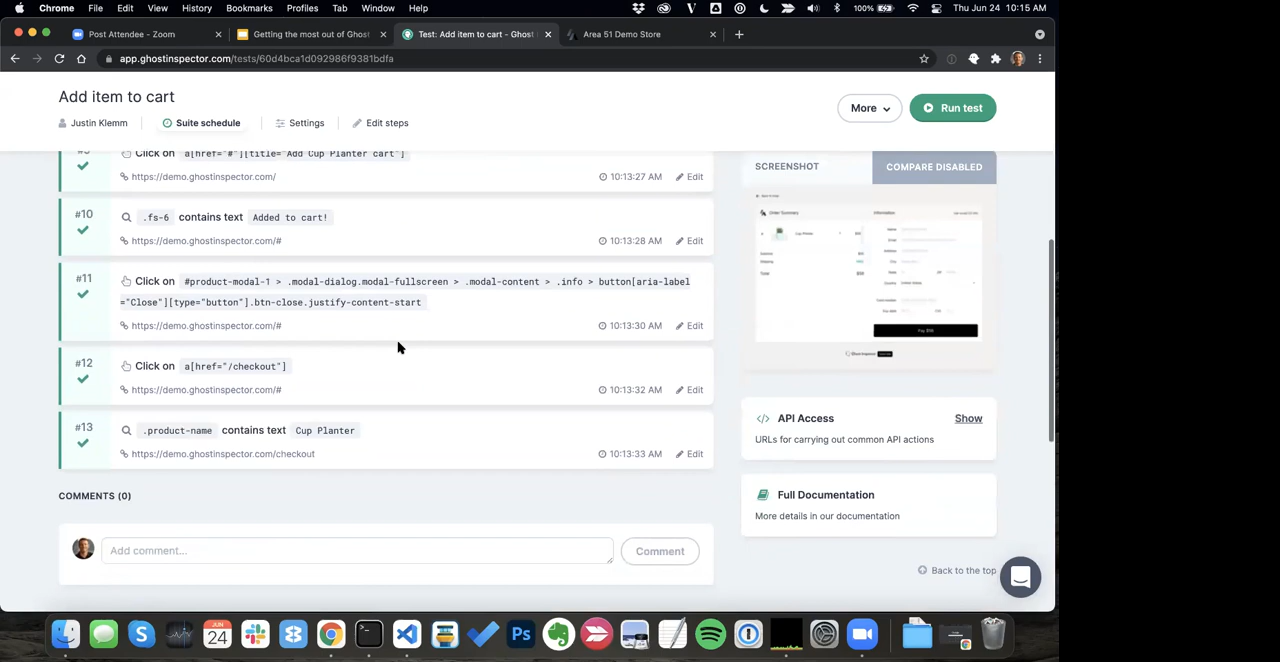 Chrome File Edit View History Bookmarks Profiles Tab Window Help 100% Thu Jun 24 10:15 AM
Post Attendee - Zoom Getting the most out of Ghost Test: Add item to cart - Ghost Area 51 Demo Store
app.ghostinspector.com/tests/60d4bca1d092986f9381bdfa
Add item to cart
More Run test
Justin Klemm Suite schedule Settings Edit steps
Click on a[href="#"][title="Add Cup Planter cart"]
https://demo.ghostinspector.com/ 10:13:27 AM Edit
#10 .fs-6 contains text Added to cart!
https://demo.ghostinspector.com/# 10:13:28 AM Edit
#11 Click on #product-modal-1 > .modal-dialog.modal-fullscreen > .modal-content > .info > button[aria-label
="Close"][type="button"].btn-close.justify-content-start
https://demo.ghostinspector.com/# 10:13:30 AM Edit
#12 Click on a[href="/checkout"]
https://demo.ghostinspector.com/# 10:13:32 AM Edit
#13 .product-name contains text Cup Planter
https://demo.ghostinspector.com/checkout 10:13:33 AM Edit
COMMENTS (0)
Add comment... Comment
SCREENSHOT COMPARE DISABLED
Order Summary Information
Cup Planter
API Access Show
URLs for carrying out common API actions
Full Documentation
More details in our documentation
Back to the top
JUN
24